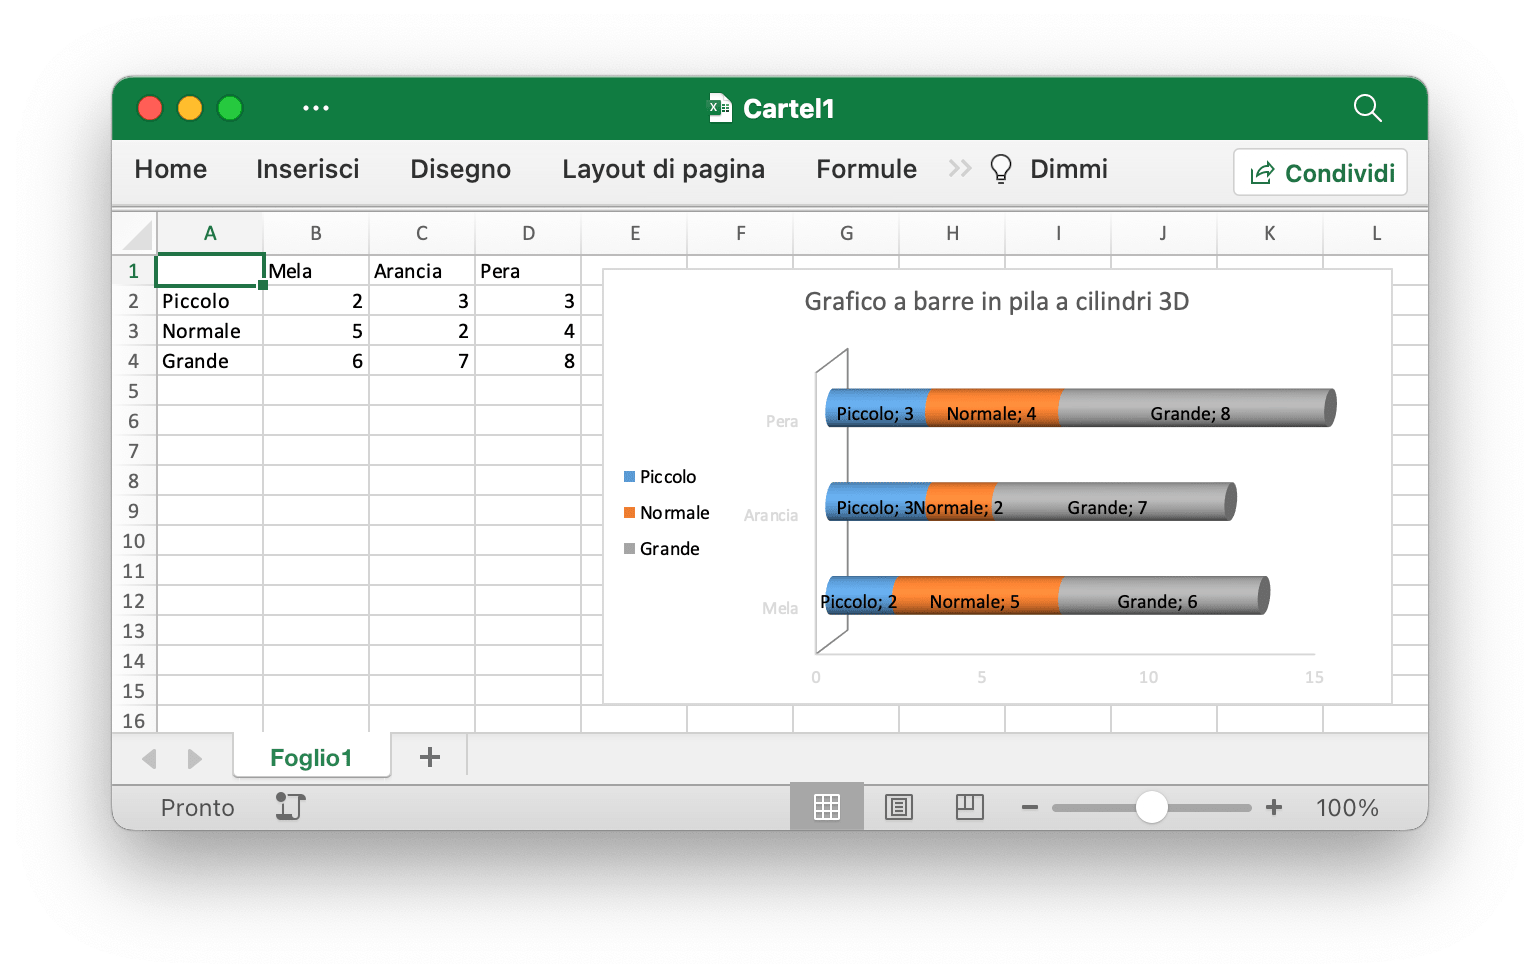 Cartel1
Home Inserisci Disegno Layout di pagina Formule Dimmi Condividi
A B C D E F G H I J K L
1 Mela Arancia Pera
2 Piccolo 2 3 3
3 Normale 5 2 4
4 Grande 6 7 8
5
6
7
8
9
10
11
12
13
14
15
16
Grafico a barre in pila a cilindri 3D
Piccolo
Normale
Grande
Pera Piccolo; 3 Normale; 4 Grande; 8
Arancia Piccolo; 3 Normale; 2 Grande; 7
Mela Piccolo; 2 Normale; 5 Grande; 6
0 5 10 15
Foglio1
Pronto 100%